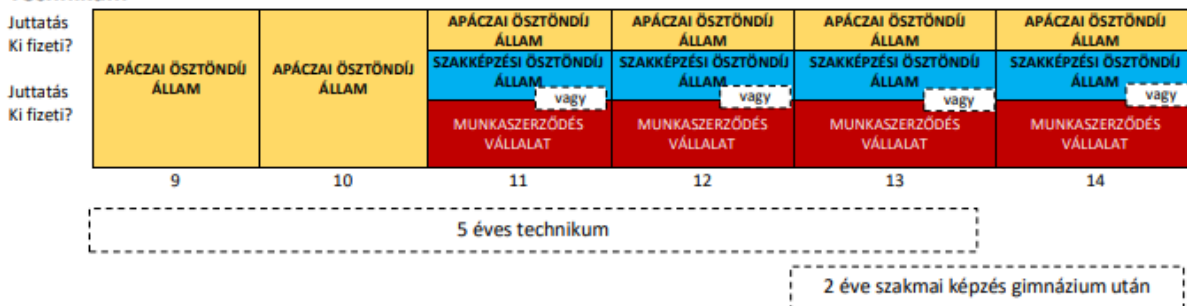 Juttatás
Ki fizeti?
Juttatás
Ki fizeti?
APÁCZAI ÖSZTÖNDÍJ
ÁLLAM
APÁCZAI ÖSZTÖNDÍJ
ÁLLAM
APÁCZAI ÖSZTÖNDÍJ
ÁLLAM
SZAKKÉPZÉSI ÖSZTÖNDÍJ
ÁLLAM
vagy
MUNKASZERZŐDÉS
VÁLLALAT
APÁCZAI ÖSZTÖNDÍJ
ÁLLAM
SZAKKÉPZÉSI ÖSZTÖNDÍJ
ÁLLAM
vagy
MUNKASZERZŐDÉS
VÁLLALAT
APÁCZAI ÖSZTÖNDÍJ
ÁLLAM
SZAKKÉPZÉSI ÖSZTÖNDÍJ
ÁLLAM
vagy
MUNKASZERZŐDÉS
VÁLLALAT
APÁCZAI ÖSZTÖNDÍJ
ÁLLAM
SZAKKÉPZÉSI ÖSZTÖNDÍJ
ÁLLAM
vagy
MUNKASZERZŐDÉS
VÁLLALAT
9 10 11 12 13 14
5 éves technikum
2 éve szakmai képzés gimnázium után